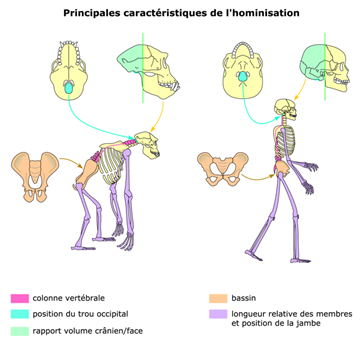 Principales caractéristiques de l'hominisation
colonne vertébrale
position du trou occipital
rapport volume crânien/face
bassin
longueur relative des membres
et position de la jambe